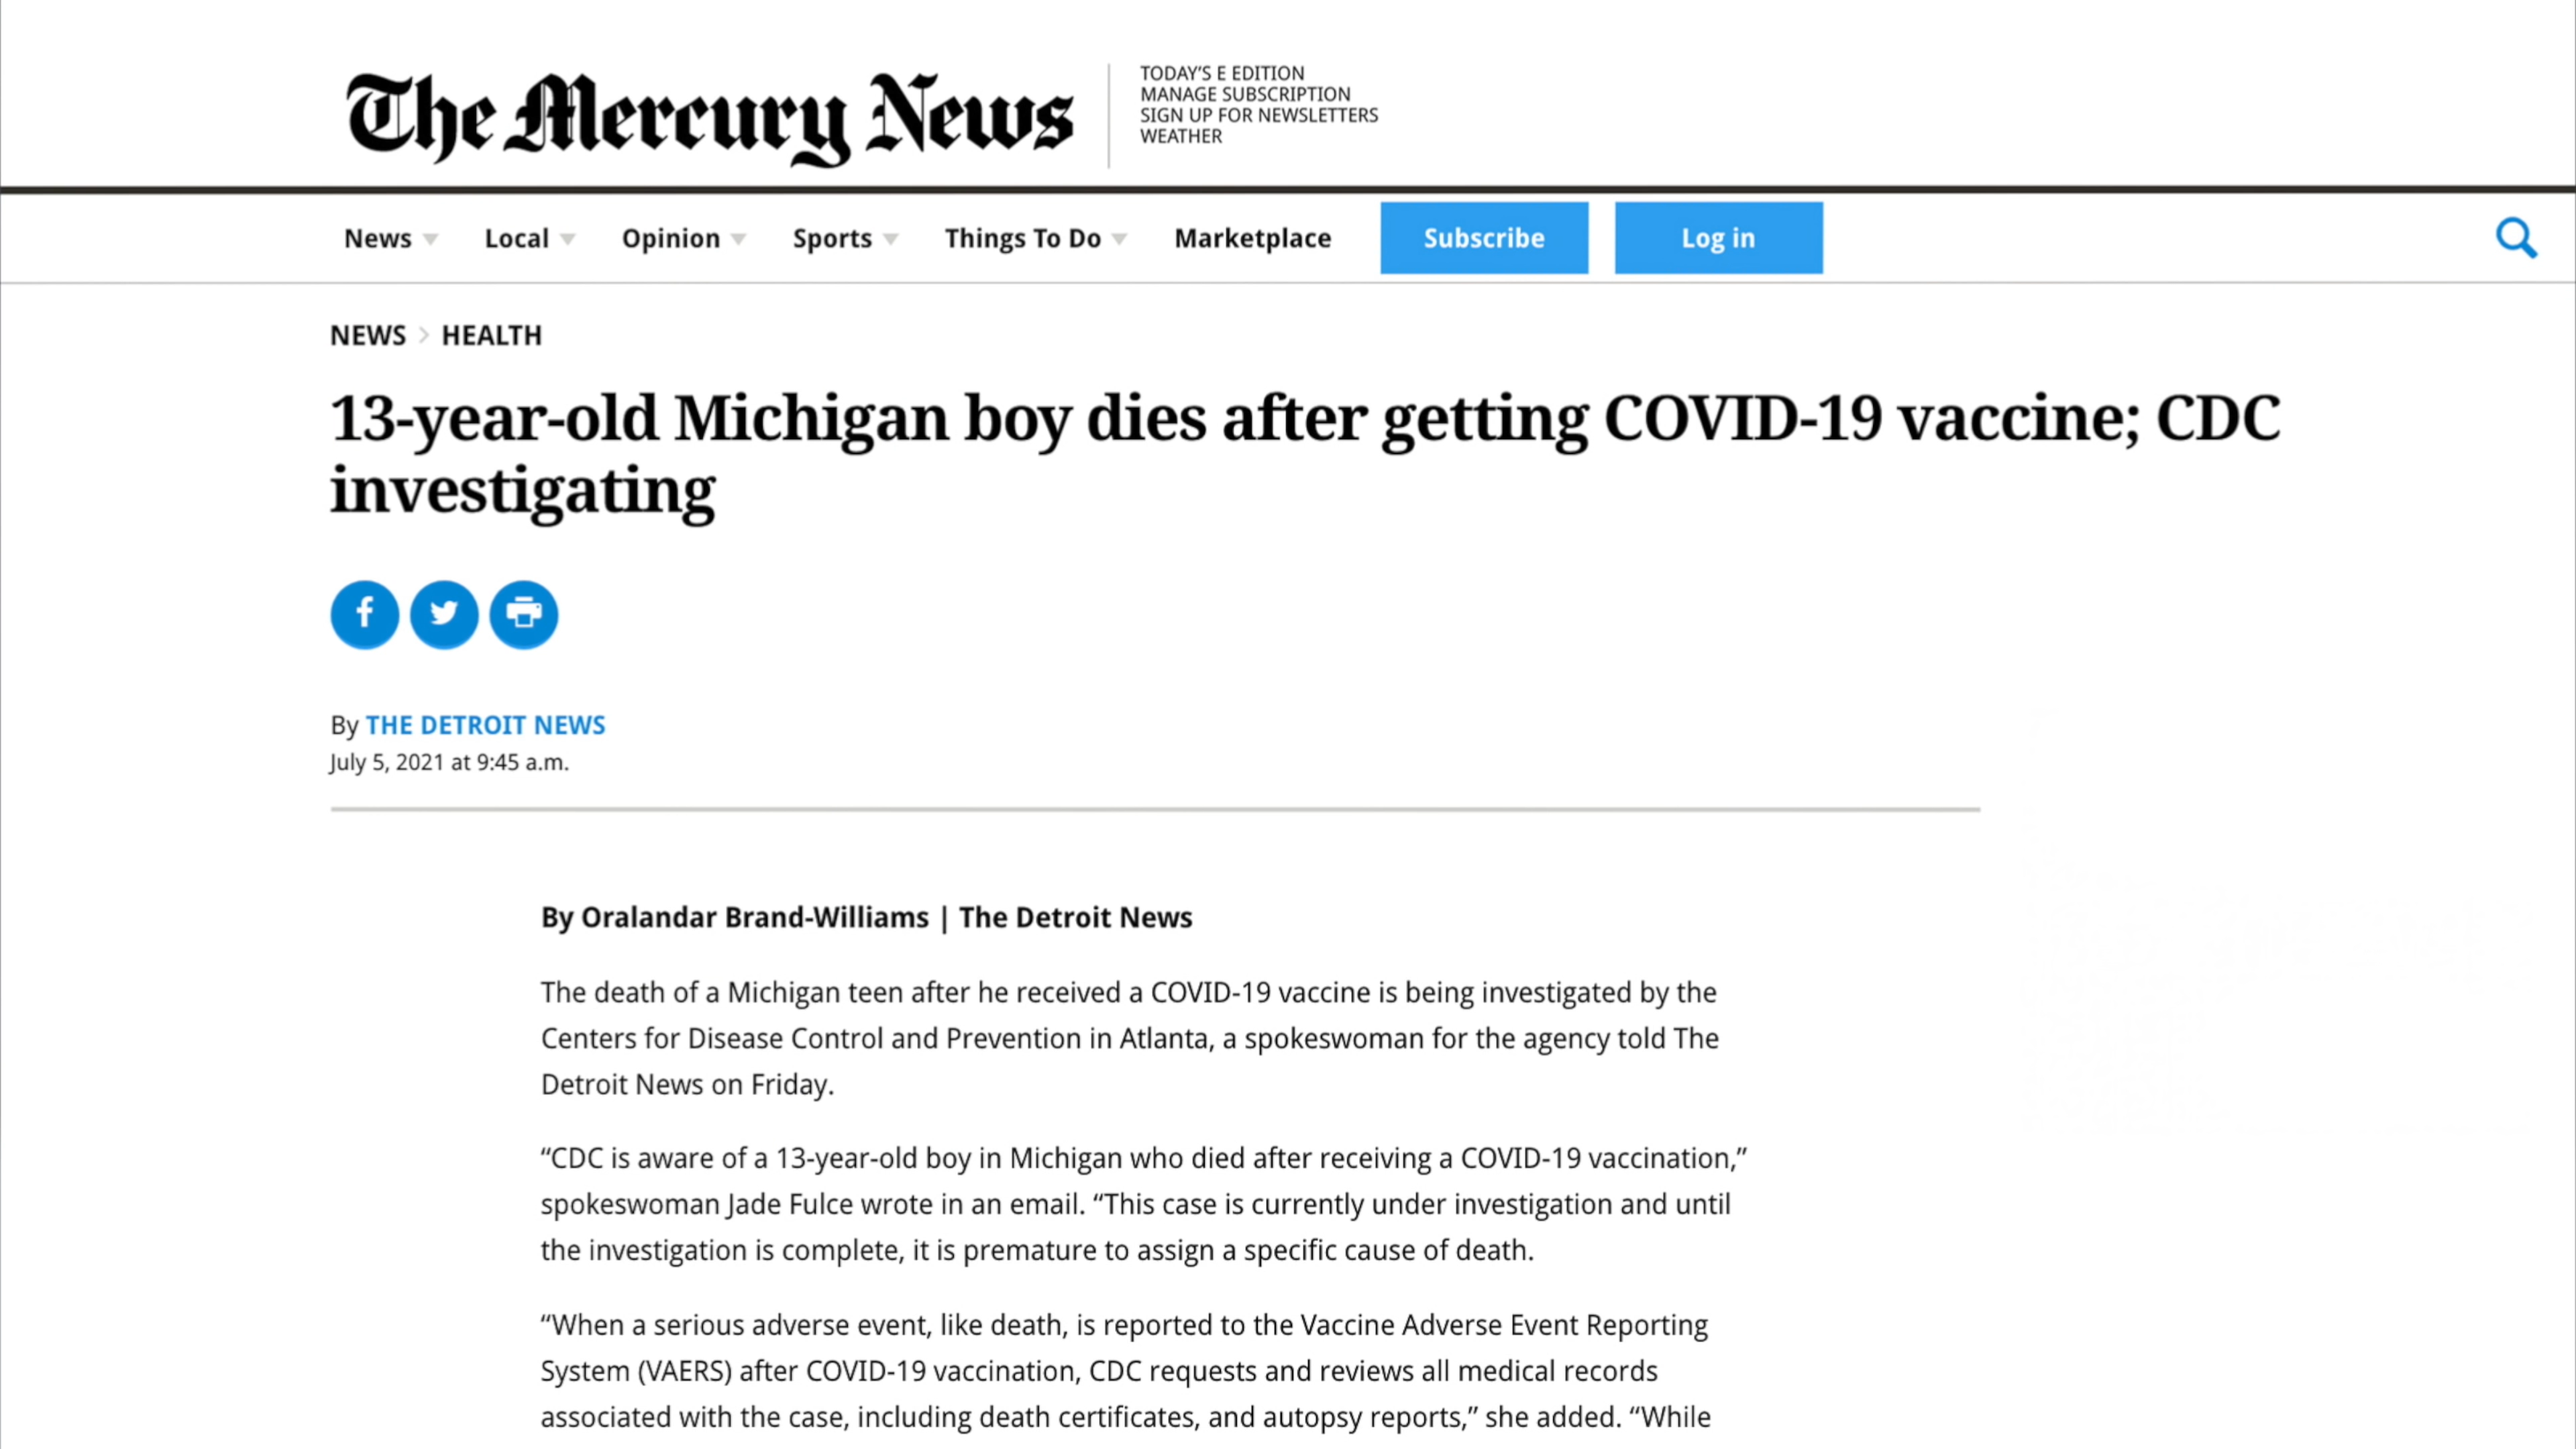 The Mercury News
TODAY'S E EDITION
MANAGE SUBSCRIPTION
SIGN UP FOR NEWSLETTERS
WEATHER
News Local Opinion Sports Things To Do Marketplace Subscribe Log in
NEWS > HEALTH
13-year-old Michigan boy dies after getting COVID-19 vaccine; CDC
investigating
By THE DETROIT NEWS
July 5, 2021 at 9:45 a.m.
By Oralandar Brand-Williams | The Detroit News
The death of a Michigan teen after he received a COVID-19 vaccine is being investigated by the
Centers for Disease Control and Prevention in Atlanta, a spokeswoman for the agency told The
Detroit News on Friday.
“CDC is aware of a 13-year-old boy in Michigan who died after receiving a COVID-19 vaccination,”
spokeswoman Jade Fulce wrote in an email. “This case is currently under investigation and until
the investigation is complete, it is premature to assign a specific cause of death.
“When a serious adverse event, like death, is reported to the Vaccine Adverse Event Reporting
System (VAERS) after COVID-19 vaccination, CDC requests and reviews all medical records
associated with the case, including death certificates, and autopsy reports,” she added. “While